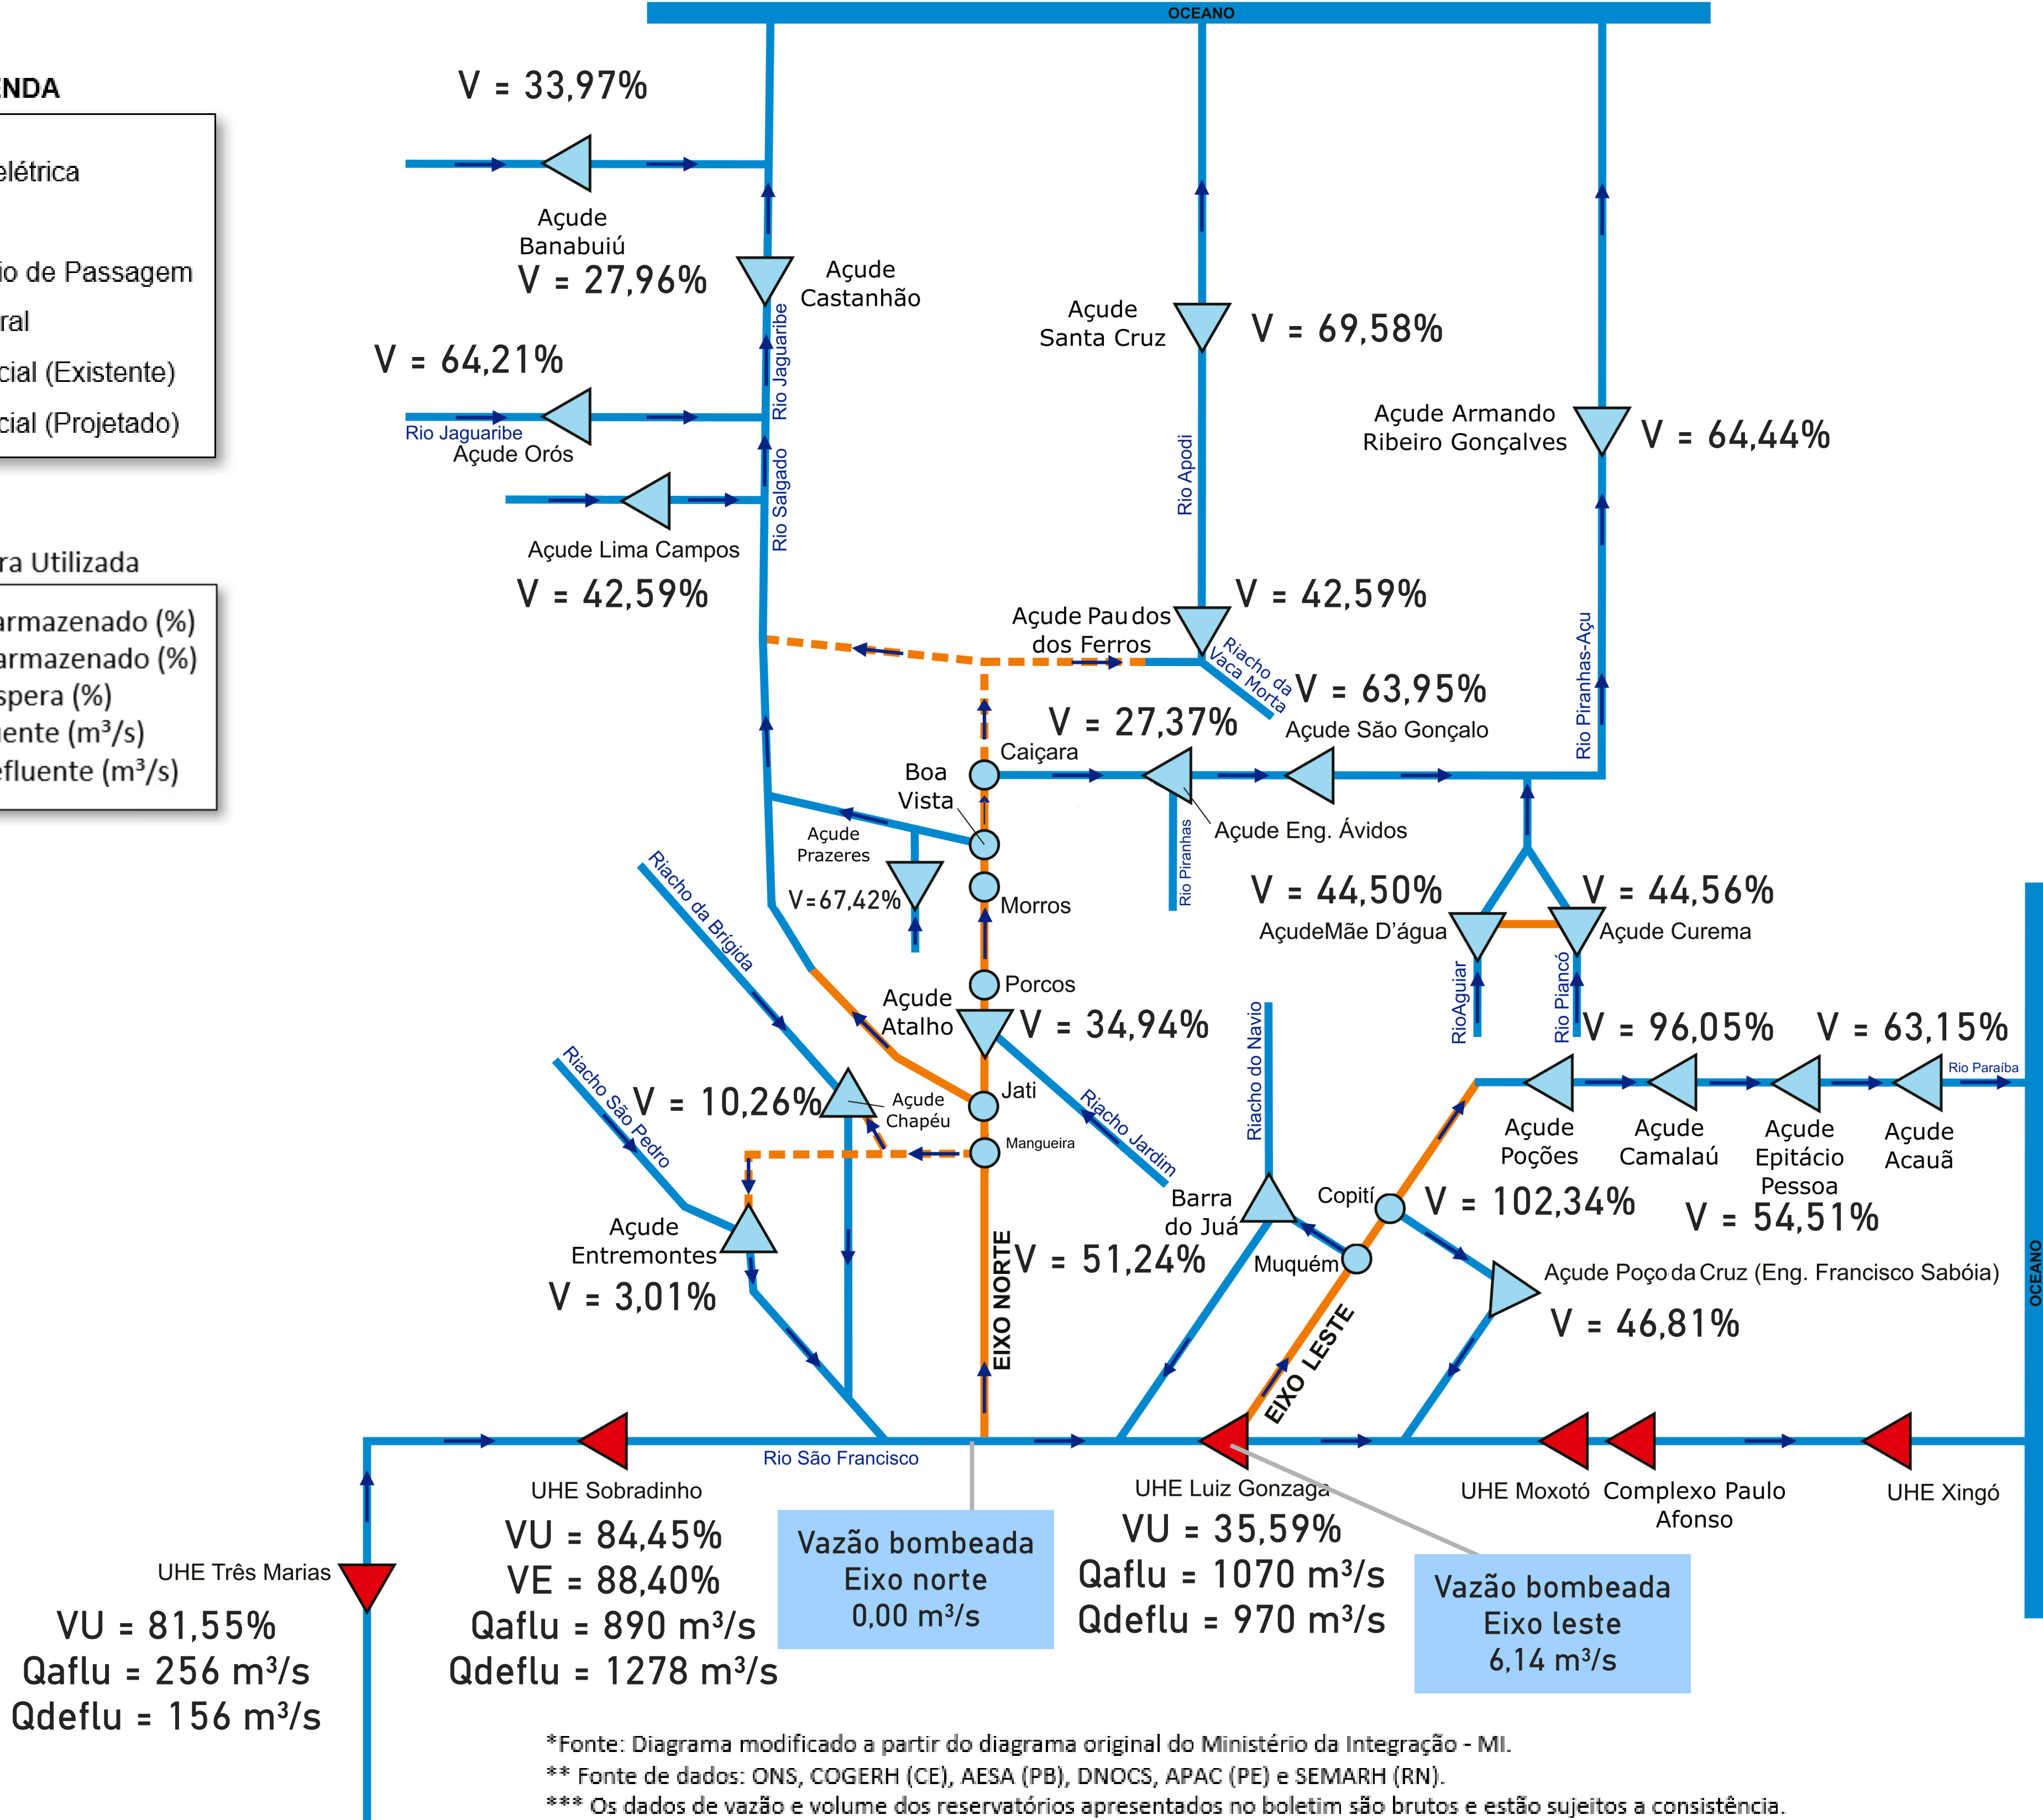 OCEANO
ENDA
elétrica
io de Passagem
ral
cial (Existente)
cial (Projetado)
ra Utilizada
armazenado (%)
armazenado (%)
spera (%)
uente (m³/s)
efluente (m³/s)
V = 33,97%
Açude
Banabuiú
V = 27,96%
Açude
Castanhão
Rio Jaguaribe
V = 64,21%
Rio Jaguaribe
Açude Orós
Rio Salgado
Açude Lima Campos
V = 42,59%
Açude
Santa Cruz
V = 69,58%
Rio Apodi
Açude Armando
Ribeiro Gonçalves
V = 64,44%
Rio Piranhas-Açu
Açude Pau dos
dos Ferros
V = 42,59%
Riacho da
Vaca Morta
V = 63,95%
Açude São Gonçalo
V = 27,37%
Caiçara
Boa
Vista
Açude Eng. Ávidos
Rio Piranhas
Açude
Prazeres
V=67,42%
Morros
Porcos
Riacho da Brígida
V = 44,50%
AçudeMãe D'água
V = 44,56%
Açude Curema
RioAguiar
Rio Piancó
Açude
Atalho
V = 34,94%
Riacho Jardim
Jati
Mangueira
Riacho São Pedro
V = 10,26%
Açude
Chapéu
Açude
Entremontes
V = 3,01%
EIXO NORTE
V = 51,24%
Riacho do Navio
Barra
do Juá
Muquém
Copití
EIXO LESTE
V = 96,05%
V = 63,15%
Rio Paraíba
Açude
Poções
Açude
Camalaú
Açude
Epitácio
Pessoa
Açude
Acauã
V = 102,34%
V = 54,51%
Açude Poço da Cruz (Eng. Francisco Sabóia)
V = 46,81%
OCEANO
Rio São Francisco
UHE Três Marias
VU = 81,55%
Qaflu = 256 m³/s
Qdeflu = 156 m³/s
UHE Sobradinho
VU = 84,45%
VE = 88,40%
Qaflu = 890 m³/s
Qdeflu = 1278 m³/s
Vazão bombeada
Eixo norte
0,00 m³/s
UHE Luiz Gonzaga
VU = 35,59%
Qaflu = 1070 m³/s
Qdeflu = 970 m³/s
Vazão bombeada
Eixo leste
6,14 m³/s
UHE Moxotó
Complexo Paulo
Afonso
UHE Xingó
*Fonte: Diagrama modificado a partir do diagrama original do Ministério da Integração - MI.
** Fonte de dados: ONS, COGERH (CE), AESA (PB), DNOCS, APAC (PE) e SEMARH (RN).
*** Os dados de vazão e volume dos reservatórios apresentados no boletim são brutos e estão sujeitos a consistência.